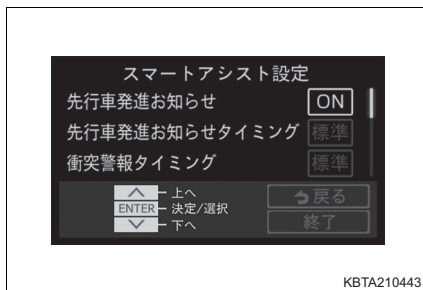 スマートアシスト設定
先行車発進お知らせ ON
先行車発進お知らせタイミング 標準
衝突警報タイミング 標準
上へ
ENTER 決定/選択 戻る
下へ 終了
KBTA210443